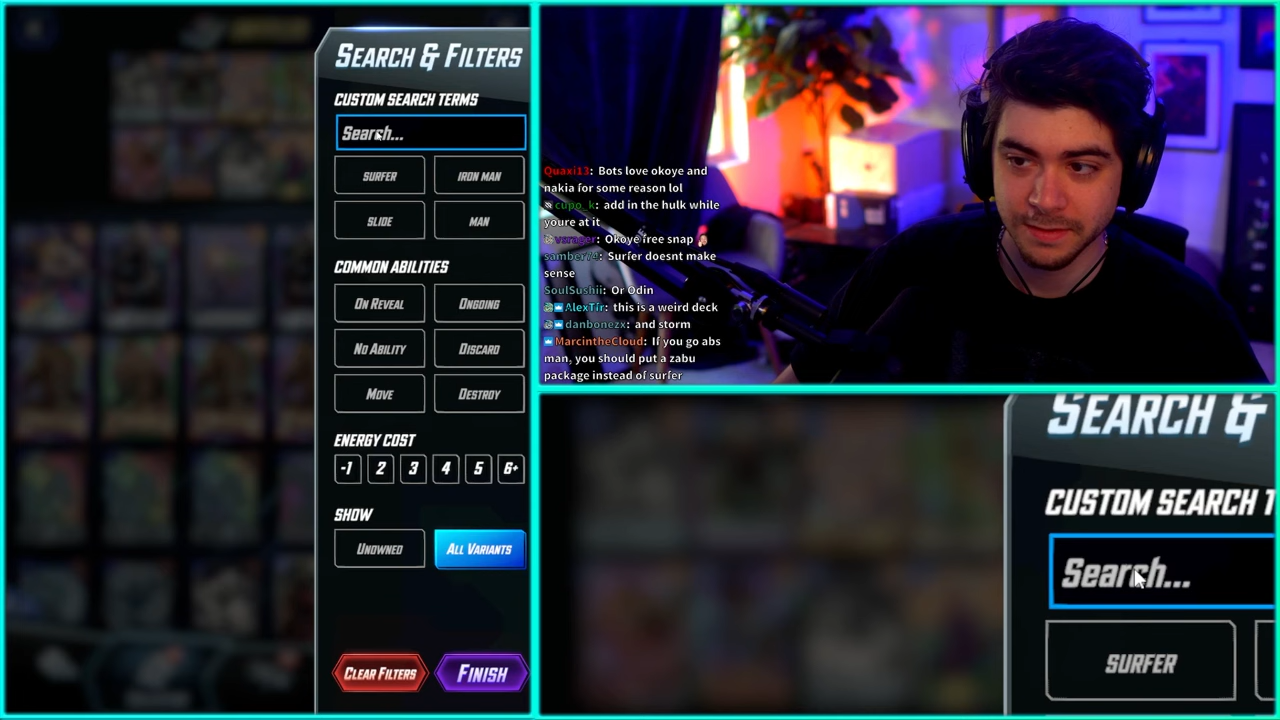 SEARCH & FILTERS
CUSTOM SEARCH TERMS
Search...
SURFER
IRON MAN
SLIDE
MAN
COMMON ABILITIES
ON REVEAL
ONGOING
NO ABILITY
DISCARD
MOVE
DESTROY
ENERGY COST
-1 2 3 4 5 6+
SHOW
UNOWNED
ALL VARIANTS
CLEAR FILTERS
FINISH
Quaxi13: Bots love okoye and
nakia for some reason lol
cupo_k: add in the hulk while
youre at it
Okoye free snap
Surfer doesnt make
sense
SoulSushii: Or Odin
AlexTir: this is a weird deck
danbonezx: and storm
MarcintheCloud: If you go abs
man, you should put a zabu
package instead of surfer
SEARCH &
CUSTOM SEARCH T
Search...
SURFER